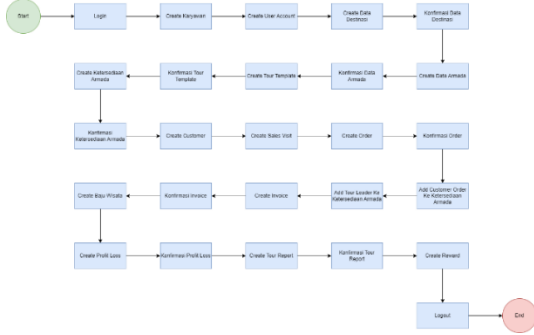 Start
Login
Create Karyawan
Create User Account
Create Data
Destinasi
Konfirmasi Data
Destinasi
Create Ketersediaan
Armada
Konfirmasi Tour
Template
Create Tour Template
Konfirmasi Data
Armada
Create Data Armada
Konfirmasi
Ketersediaan Armada
Create Customer
Create Sales Visit
Create Order
Konfirmasi Order
Create Baju Wisata
Konfirmasi Invoice
Create Invoice
Add Tour Leader Ke
Ketersediaan Armada
Add Customer Order
Ke Ketersediaan
Armada
Create Profit Loss
Konfirmasi Profit Loss
Create Tour Report
Konfirmasi Tour
Report
Create Reward
Logout
End